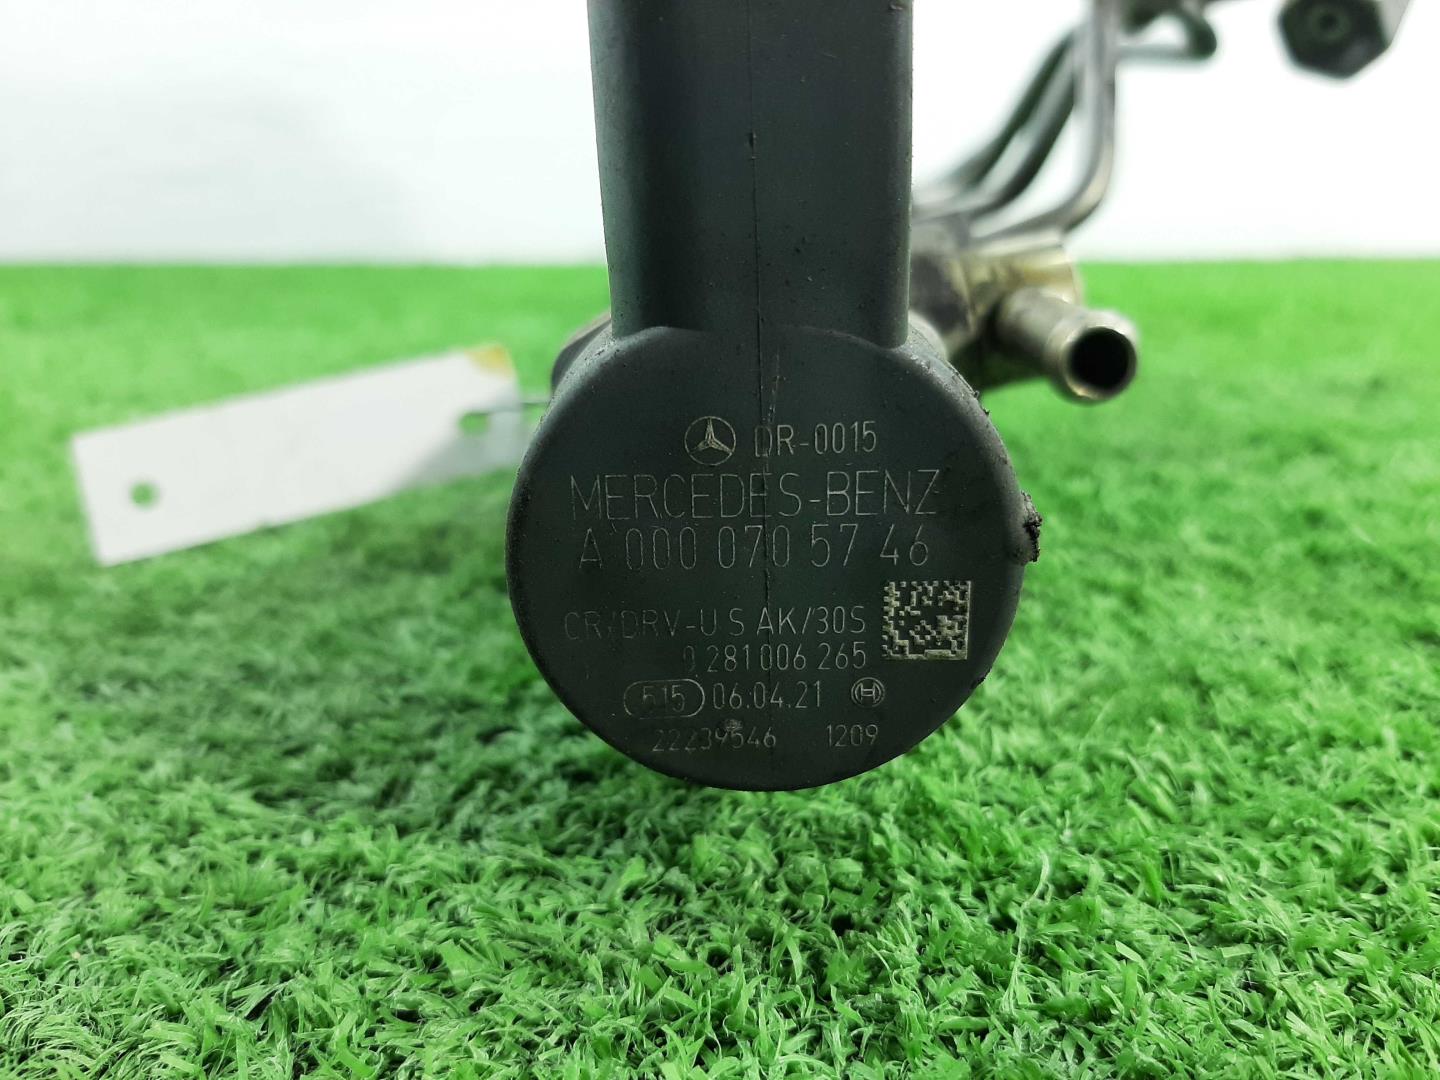 DR-0015
MERCEDES-BENZ
A 000 070 57 46
CR/DRV-U S AK/30S
0 281 006 265
515 06.04.21
22239546 1209